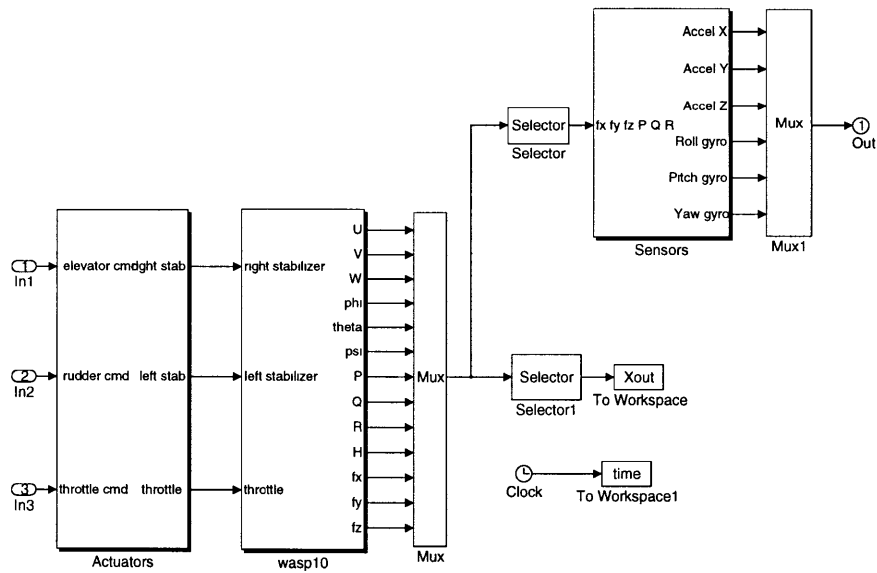 Accel X
Accel Y
Accel Z
Roll gyro
Pitch gyro
Yaw gyro
fx fy fz P Q R
Sensors
Mux
Mux1
1
Out
Selector
Selector
1
In1
2
In2
3
In3
elevator cmdght stab
rudder cmd left stab
throttle cmd throttle
Actuators
right stabilizer
left stabilizer
throttle
wasp10
U
V
W
phi
theta
psi
P
Q
R
H
fx
fy
fz
Mux
Mux
Selector
Selector1
Xout
To Workspace
Clock
time
To Workspace1